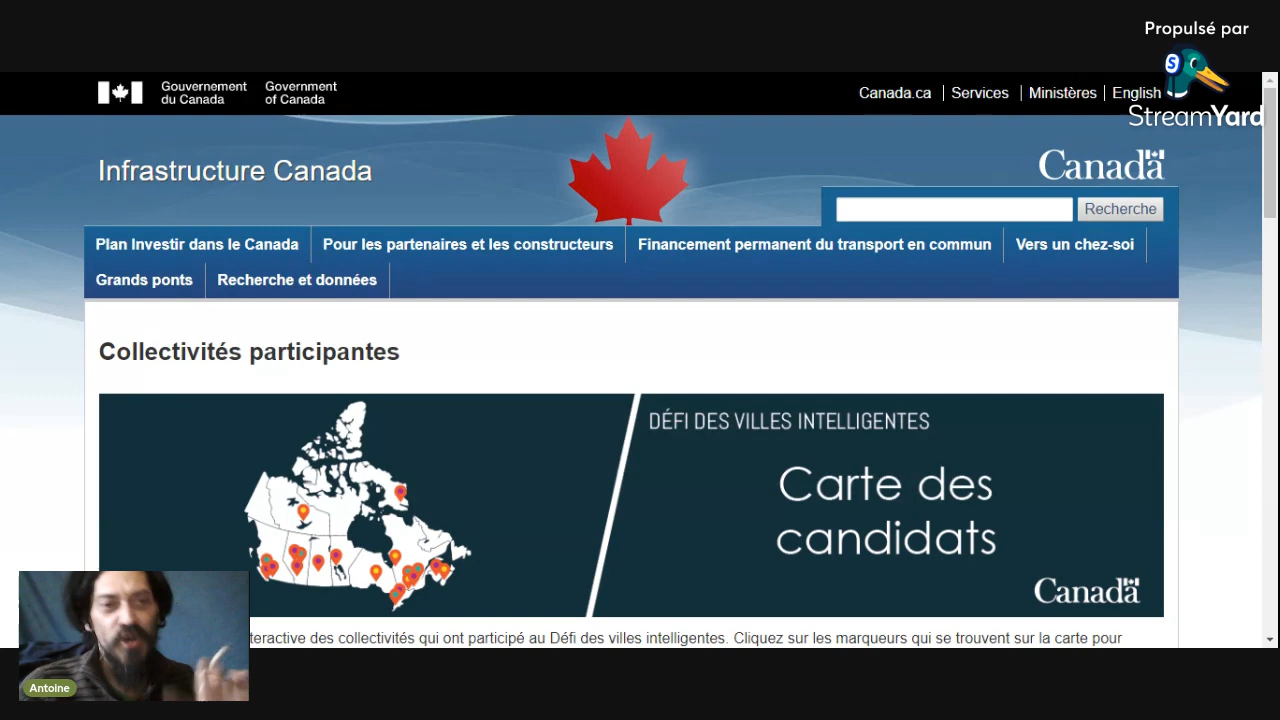 Propulsé par
StreamYard
Gouvernement du Canada
Government of Canada
Canada.ca
Services
Ministères
English
Infrastructure Canada
Canada
Recherche
Plan Investir dans le Canada
Pour les partenaires et les constructeurs
Financement permanent du transport en commun
Vers un chez-soi
Grands ponts
Recherche et données
Collectivités participantes
DÉFI DES VILLES INTELLIGENTES
Carte des
candidats
Canada
des collectivités qui ont participé au Défi des villes intelligentes. Cliquez sur les marqueurs qui se trouvent sur la carte pour
Antoine